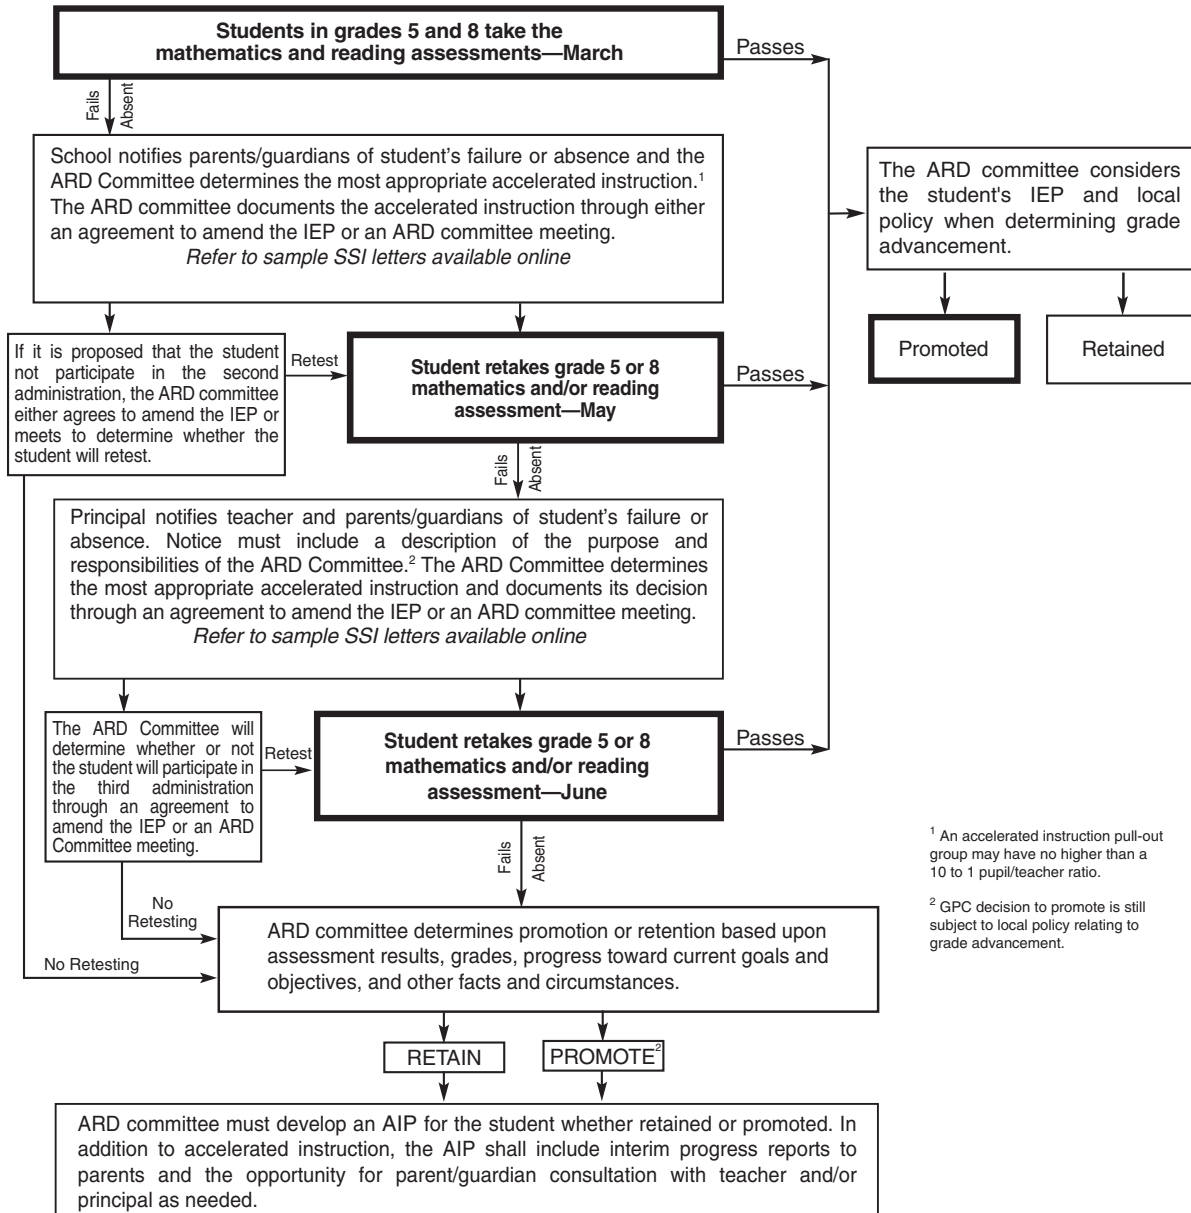 Students in grades 5 and 8 take the
mathematics and reading assessments—March
Passes
Fails
Absent
School notifies parents/guardians of student’s failure or absence and the
ARD Committee determines the most appropriate accelerated instruction.¹
The ARD committee documents the accelerated instruction through either
an agreement to amend the IEP or an ARD committee meeting.
Refer to sample SSI letters available online
The ARD committee considers
the student's IEP and local
policy when determining grade
advancement.
Promoted
Retained
If it is proposed that the student
not participate in the second
administration, the ARD committee
either agrees to amend the IEP or
meets to determine whether the
student will retest.
Retest
Student retakes grade 5 or 8
mathematics and/or reading
assessment—May
Passes
Fails
Absent
Principal notifies teacher and parents/guardians of student’s failure or
absence. Notice must include a description of the purpose and
responsibilities of the ARD Committee.² The ARD Committee determines
the most appropriate accelerated instruction and documents its decision
through an agreement to amend the IEP or an ARD committee meeting.
Refer to sample SSI letters available online
The ARD Committee will
determine whether or not
the student will participate in
the third administration
through an agreement to
amend the IEP or an ARD
Committee meeting.
Retest
Student retakes grade 5 or 8
mathematics and/or reading
assessment—June
Passes
Fails
Absent
No
Retesting
No Retesting
ARD committee determines promotion or retention based upon
assessment results, grades, progress toward current goals and
objectives, and other facts and circumstances.
RETAIN
PROMOTE²
ARD committee must develop an AIP for the student whether retained or promoted. In
addition to accelerated instruction, the AIP shall include interim progress reports to
parents and the opportunity for parent/guardian consultation with teacher and/or
principal as needed.
¹ An accelerated instruction pull-out
group may have no higher than a
10 to 1 pupil/teacher ratio.
² GPC decision to promote is still
subject to local policy relating to
grade advancement.